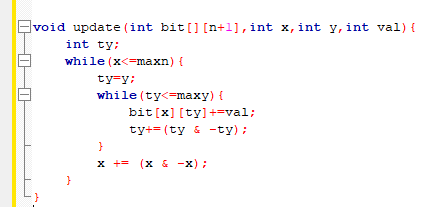 void update(int bit[][n+1],int x,int y,int val){
int ty;
while(x<=maxn){
ty=y;
while(ty<=maxy){
bit[x][ty]+=val;
ty+=(ty & -ty);
}
x += (x & -x);
}
}